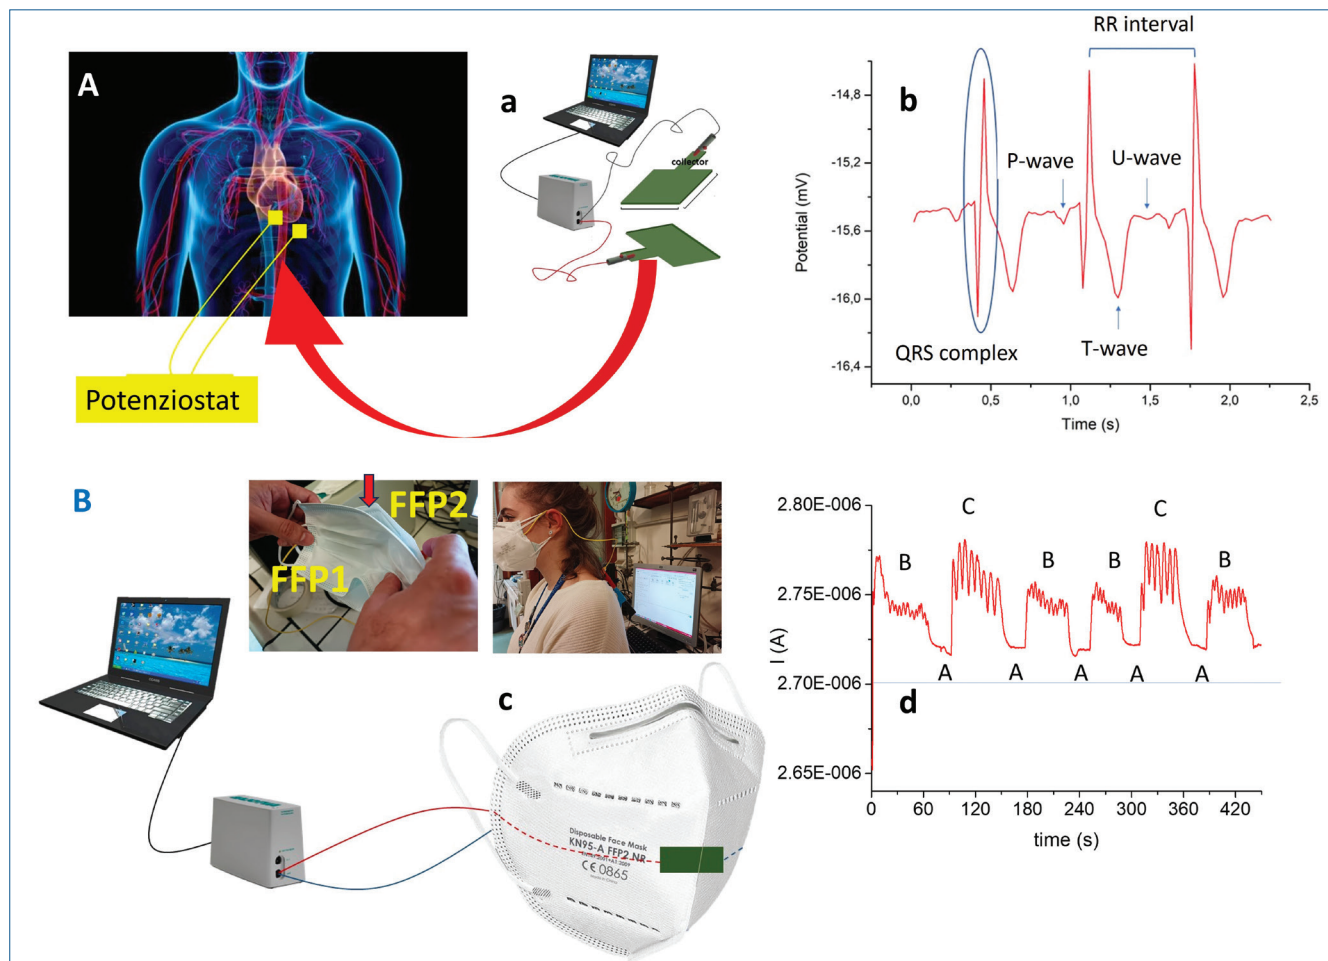 A
a
collector
Potenziostat
b
RR interval
P-wave
U-wave
QRS complex
T-wave
Potential (mV)
-14,8
-15,2
-15,6
-16,0
-16,4
0,0 0,5 1,0 1,5 2,0 2,5
Time (s)
B
FFP2
FFP1
c
Disposable Face Mask
KN95-A FFP2 NR
CE 0865
d
2.80E-006
2.75E-006
2.70E-006
2.65E-006
I (A)
B C B B C B
A A A A A
0 60 120 180 240 300 360 420
time (s)